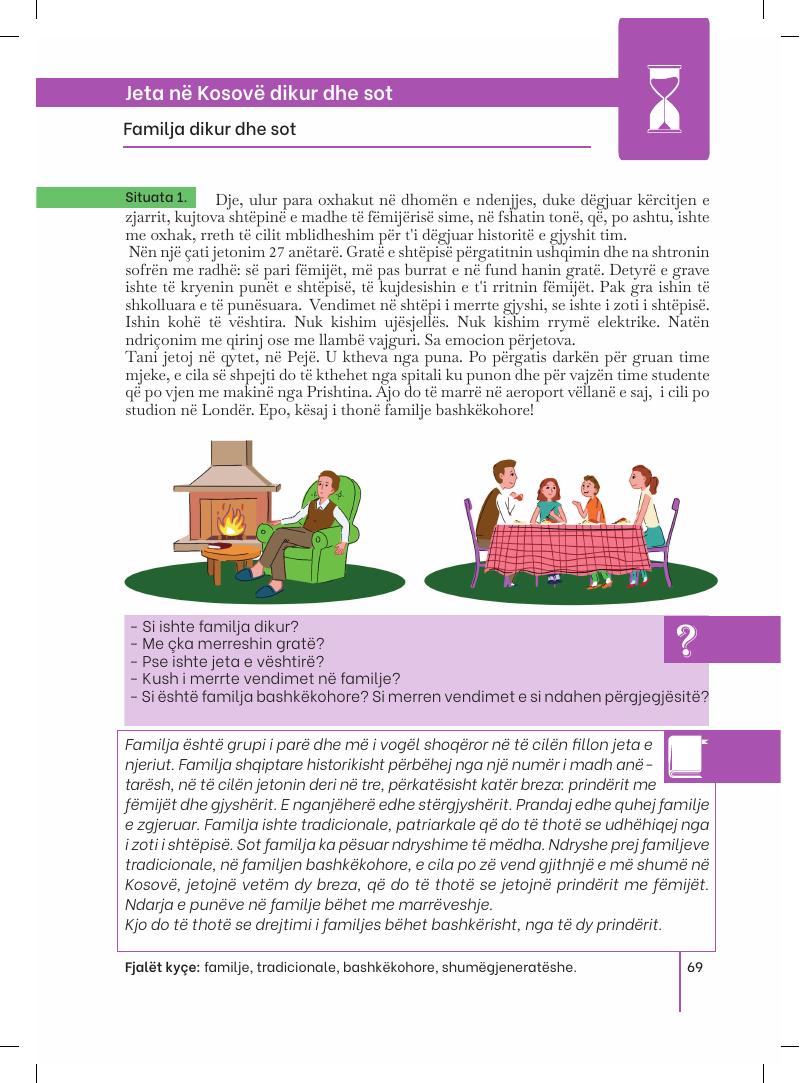 Jeta në Kosovë dikur dhe sot
Familja dikur dhe sot
Situata 1. Dje, ulur para oxhakut në dhomën e ndenjjes, duke dëgjuar kërcitjen e
zjarrit, kujtova shtëpinë e madhe të fëmijërisë sime, në fshatin tonë, që, po ashtu, ishte
me oxhak, rreth të cilit mblidheshim për t'i dëgjuar historitë e gjyshit tim.
Nën një çati jetonim 27 anëtarë. Gratë e shtëpisë përgatitnin ushqimin dhe na shtronin
sofrën me radhë: së pari fëmijët, më pas burrat e në fund hanin gratë. Detyrë e grave
ishte të kryenin punët e shtëpisë, të kujdesishin e t'i rritnin fëmijët. Pak gra ishin të
shkolluara e të punësuara. Vendimet në shtëpi i merrte gjyshi, se ishte i zoti i shtëpisë.
Ishin kohë të vështira. Nuk kishim ujësjellës. Nuk kishim rrymë elektrike. Natën
ndriçonim me qirinj ose me llambë vajguri. Sa emocion përjetova.
Tani jetoj në qytet, në Pejë. U ktheva nga puna. Po përgatis darkën për gruan time
mjeke, e cila së shpejti do të kthehet nga spitali ku punon dhe për vajzën time studente
që po vjen me makinë nga Prishtina. Ajo do të marrë në aeroport vëllanë e saj, i cili po
studion në Londër. Epo, kësaj i thonë familje bashkëkohore!
– Si ishte familja dikur?
– Me çka merreshin gratë?
– Pse ishte jeta e vështirë?
– Kush i merrte vendimet në familje?
– Si është familja bashkëkohore? Si merren vendimet e si ndahen përgjegjësitë?
?
Familja është grupi i parë dhe më i vogël shoqëror në të cilën fillon jeta e
njeriut. Familja shqiptare historikisht përbëhej nga një numër i madh anë-
tarësh, në të cilën jetonin deri në tre, përkatësisht katër breza: prindërit me
fëmijët dhe gjyshërit. E nganjëherë edhe stërgjyshërit. Prandaj edhe quhej familje
e zgjeruar. Familja ishte tradicionale, patriarkale që do të thotë se udhëhiqej nga
i zoti i shtëpisë. Sot familja ka pësuar ndryshime të mëdha. Ndryshe prej familjeve
tradicionale, në familjen bashkëkohore, e cila po zë vend gjithnjë e më shumë në
Kosovë, jetojnë vetëm dy breza, që do të thotë se jetojnë prindërit me fëmijët.
Ndarja e punëve në familje bëhet me marrëveshje.
Kjo do të thotë se drejtimi i familjes bëhet bashkërisht, nga të dy prindërit.
Fjalët kyçe: familje, tradicionale, bashkëkohore, shumëgjeneratëshe.
69